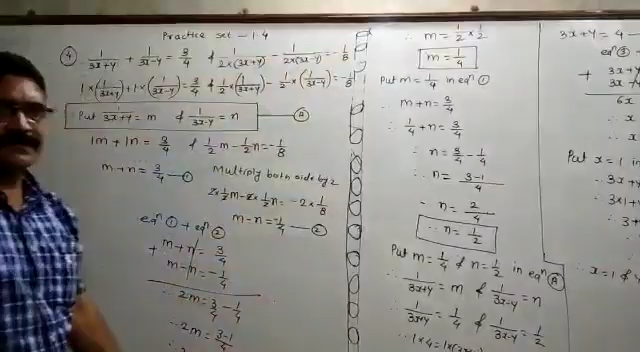 Practice set - 1.4
④ 1/(3x+y) + 1/(3x-y) = 3/4 & 1/(2×(3x+y)) - 1/(2×(3x-y)) = -1/8
1×(1/(3x+y)) + 1×(1/(3x-y)) = 3/4 & 1/2×(1/(3x+y)) - 1/2×(1/(3x-y)) = -1/8
Put 1/(3x+y) = m & 1/(3x-y) = n — Ⓐ
1m + 1n = 3/4 & 1/2 m - 1/2 n = -1/8
m+n = 3/4 — ①
Multiply both side by 2
2×1/2 m - 2×1/2 n = -2×1/8
m-n = -1/4 — ②
eqn ① + eqn ②
m+n = 3/4
+ m-n = -1/4
∴ 2m = 3/4 - 1/4
∴ 2m = 3-1/4
∴ m = 1/2 × 1/2
m = 1/4
Put m = 1/4 in eqn ①
∴ m+n = 3/4
∴ 1/4 + n = 3/4
∴ n = 3/4 - 1/4
∴ n = 3-1/4
∴ n = 2/4
∴ n = 1/2
Put m = 1/4 & n = 1/2 in eqn Ⓐ
∴ 1/(3x+y) = m & 1/(3x-y) = n
∴ 1/(3x+y) = 1/4 & 1/(3x-y) = 1/2
3x+y = 4 —
3x+y
+
6x
∴ x
∴ x
Put x = 1 in
∴ 3x+y
∴ 3×1+y
∴ 3+
∴ x = 1 & y